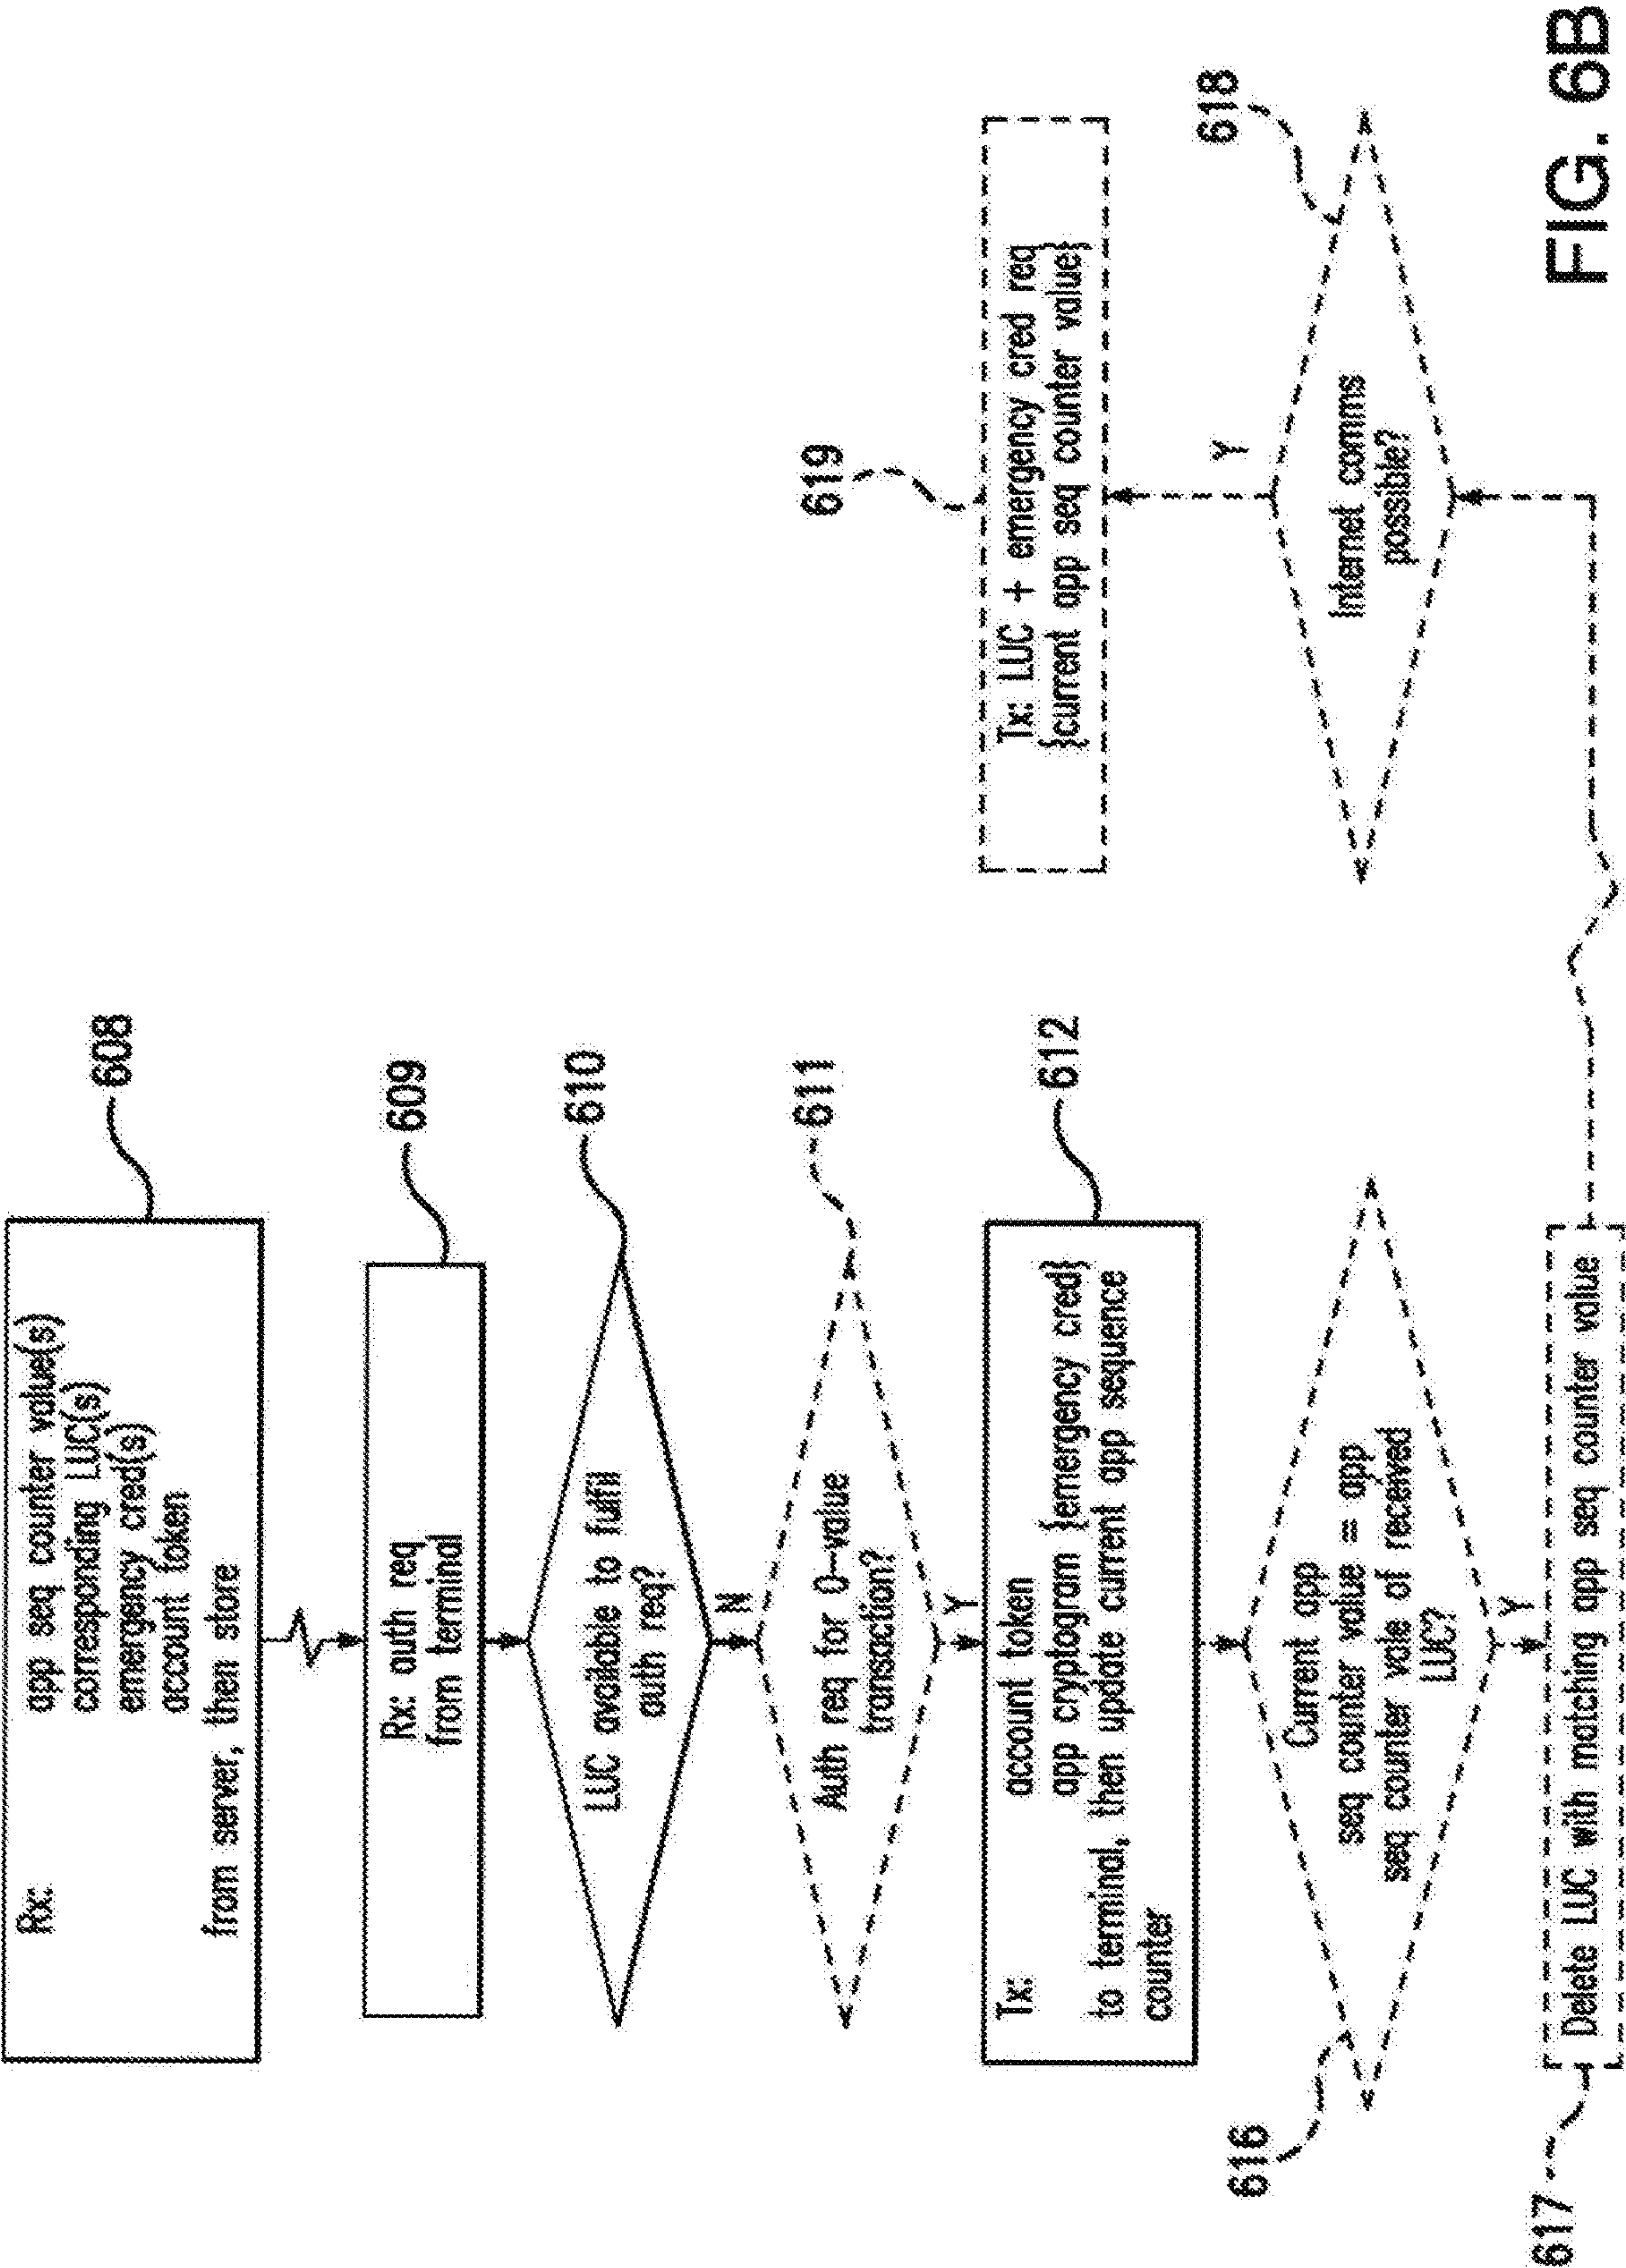 Rx:
app seq counter value(s)
corresponding LUC(s)
emergency cred(s)
account token
from server, then store
608
Rx: auth req
from terminal
609
LUC available to fulfill
auth req?
610
N
Auth req for 0-value
transaction?
611
Y
Tx:
account token
app cryptogram {emergency cred}
to terminal, then update current app sequence
counter
612
Current app
seq counter value = app
seq counter vale of received
LUC?
616
Y
Delete LUC with matching app seq counter value
617
Internet comms
possible?
618
Y
Tx: LUC + emergency cred req
{current app seq counter value}
619
FIG. 6B